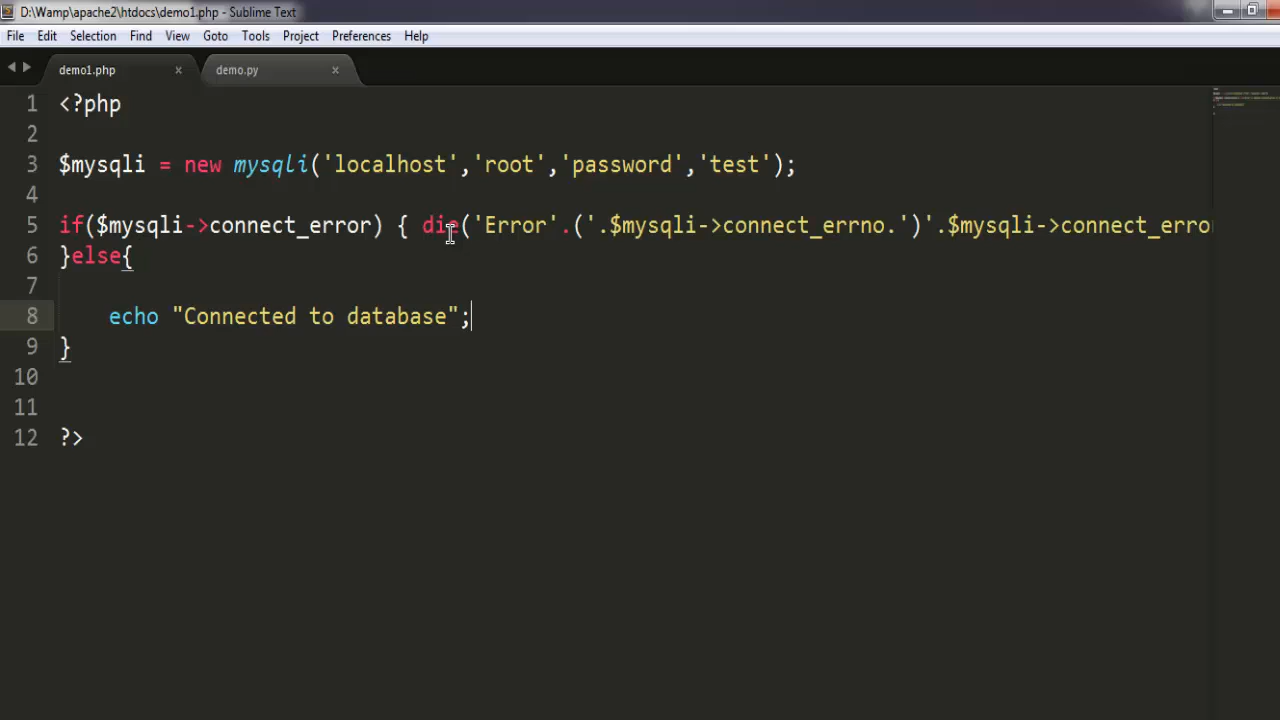 D:\Wamp\apache2\htdocs\demo1.php - Sublime Text
File Edit Selection Find View Goto Tools Project Preferences Help
demo1.php × demo.py ×
1 <?php
2
3 $mysqli = new mysqli('localhost','root','password','test');
4
5 if($mysqli->connect_error) { die('Error'.('.$mysqli->connect_errno.')'.$mysqli->connect_erro
6 }else{
7
8 echo "Connected to database";
9 }
10
11
12 ?>